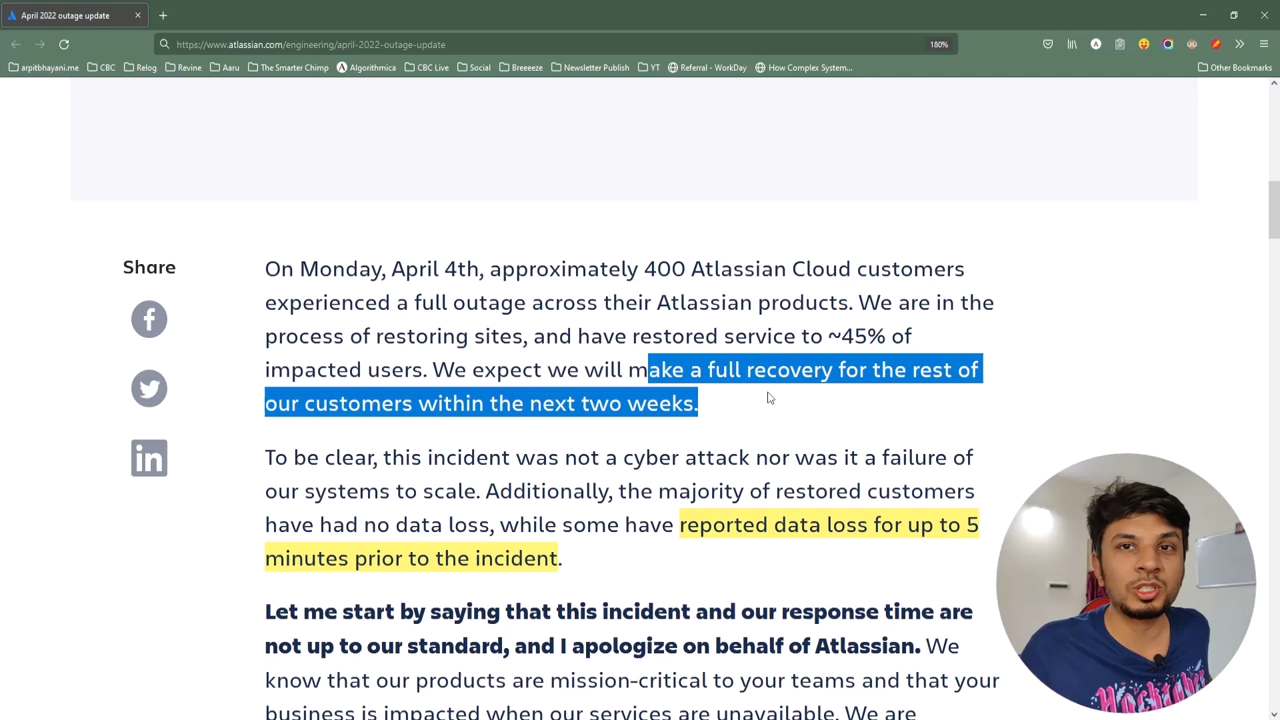 April 2022 outage update
https://www.atlassian.com/engineering/april-2022-outage-update
180%
arpitbhayani.me
CBC
Relog
Revine
Aaru
The Smarter Chimp
Algorithmica
CBC Live
Social
Breeeeze
Newsletter Publish
YT
Referral - WorkDay
How Complex System...
Other Bookmarks
Share
On Monday, April 4th, approximately 400 Atlassian Cloud customers
experienced a full outage across their Atlassian products. We are in the
process of restoring sites, and have restored service to ~45% of
impacted users. We expect we will make a full recovery for the rest of
our customers within the next two weeks.
To be clear, this incident was not a cyber attack nor was it a failure of
our systems to scale. Additionally, the majority of restored customers
have had no data loss, while some have reported data loss for up to 5
minutes prior to the incident.
Let me start by saying that this incident and our response time are
not up to our standard, and I apologize on behalf of Atlassian. We
know that our products are mission-critical to your teams and that your
business is impacted when our services are unavailable. We are